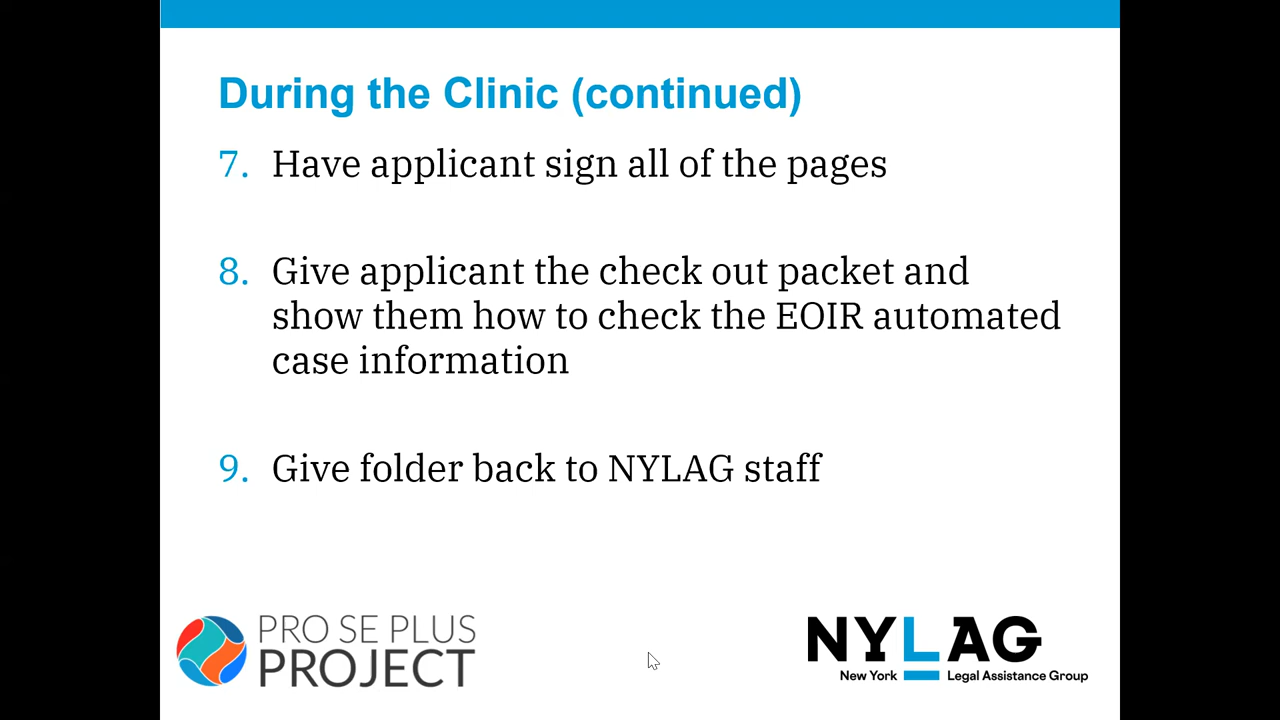 During the Clinic (continued)
7. Have applicant sign all of the pages
8. Give applicant the check out packet and
show them how to check the EOIR automated
case information
9. Give folder back to NYLAG staff
PRO SE PLUS
PROJECT
NYLAG
New York Legal Assistance Group